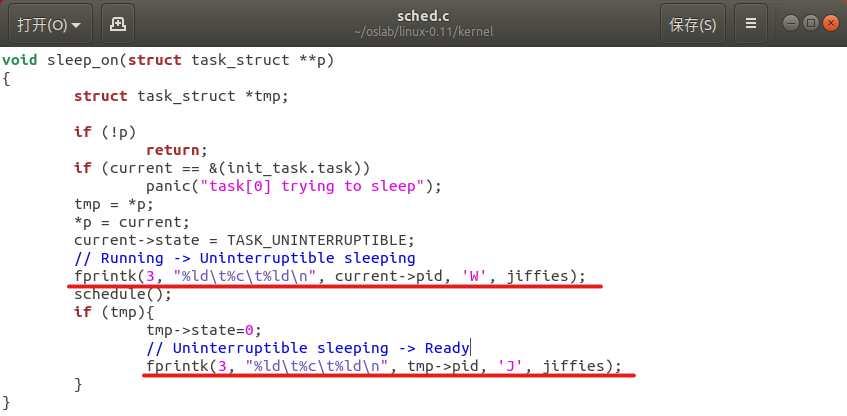 打开(O)
sched.c
~/oslab/linux-0.11/kernel
保存(S)
void sleep_on(struct task_struct **p)
{
        struct task_struct *tmp;

        if (!p)
                return;
        if (current == &(init_task.task))
                panic("task[0] trying to sleep");
        tmp = *p;
        *p = current;
        current->state = TASK_UNINTERRUPTIBLE;
        // Running -> Uninterruptible sleeping
        fprintk(3, "%ld\t%c\t%ld\n", current->pid, 'W', jiffies);
        schedule();
        if (tmp){
                tmp->state=0;
                // Uninterruptible sleeping -> Ready
                fprintk(3, "%ld\t%c\t%ld\n", tmp->pid, 'J', jiffies);
        }
}